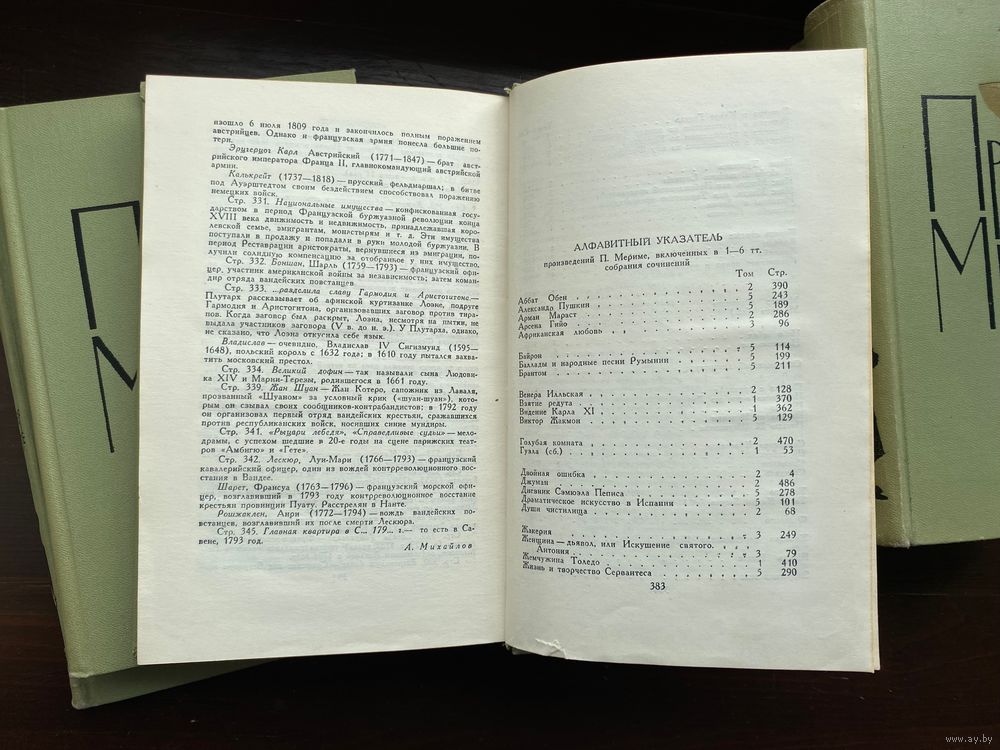 изошло 6 июля 1809 года и закончилось полным поражением
австрийцев. Однако и французская армия понесла большие по-
тери.
Эрцгерцог Карл Австрийский (1771—1847) — брат авст-
рийского императора Франца II, главнокомандующий австрийской
армии.
Калькрейт (1737—1818) — прусский фельдмаршал; в битве
под Ауэрштедтом своим бездействием способствовал поражению
немецких войск.
Стр. 331. Национальные имущества — конфискованная госу-
дарством в период Французской буржуазной революции конца
XVIII века движимость и недвижимость, принадлежавшая коро-
левской семье, эмигрантам, монастырям и т. д. Эти имущества
поступали в продажу и попадали в руки молодой буржуазии. В
период Реставрации аристократы, вернувшиеся из эмиграции, по-
лучили солидную компенсацию за отобранное у них имущество.
Стр. 332. Боншан, Шарль (1759—1793) — французский офи-
цер, участник американской войны за независимость; затем коман-
дир отряда вандейских повстанцев
Стр. 333. ...разделила славу Гармодия и Аристогитона.—
Плутарх рассказывает об афинской куртизанке Лоэне, подруге
Гармодия и Аристогитона, организовавших заговор против тира-
нов. Когда заговор был раскрыт, Лоэна, несмотря на пытки, не
выдала участников заговора (V в. до н. э.). У Плутарха, однако,
не сказано, что Лоэна откусила себе язык.
Владислав — очевидно, Владислав IV Сигизмунд (1595—
1648), польский король с 1632 года; в 1610 году пытался захва-
тить московский престол.
Стр. 334. Великий дофин — так называли сына Людови-
ка XIV и Марии-Терезы, родившегося в 1661 году.
Стр. 339. Жан Шуан — Жан Котеро, сапожник из Лаваля,
прозванный «Шуаном» за условный крик («шуан-шуан»), кото-
рым он сзывал своих сообщников-контрабандистов; в 1792 году
он организовал первый отряд вандейских крестьян, сражавшихся
против республиканских войск, носивших синие мундиры.
Стр. 341. «Рыцари лебедя», «Справедливые судьи» — мело-
драмы, с успехом шедшие в 20-е годы на сцене парижских теат-
ров «Амбигю» и «Гете».
Стр. 342. Лескюр, Луи-Мари (1766—1793) — французский
кавалерийский офицер, один из вождей контрреволюционного вос-
стания в Вандее.
Шарет, Франсуа (1763—1796) — французский морской офи-
цер, возглавивший в 1793 году контрреволюционное восстание
крестьян провинции Пуату. Расстрелян в Нанте.
Рошжаклен, Анри (1772—1794) — вождь вандейских по-
встанцев, возглавивший их после смерти Лескюра.
Стр. 345. Главная квартира в С... 179... г.— то есть в Са-
вене, 1793 год.
А. Михайлов
АЛФАВИТНЫЙ УКАЗАТЕЛЬ
произведений П. Мериме, включенных в 1—6 тт.
собрания сочинений
Том Стр.
Аббат Обен 2 390
Александр Пушкин 5 243
Арман Мараст 5 189
Арсена Гийо 2 286
Африканская любовь 3 96
Байрон 5 114
Баллады и народные песни Румынии 5 199
Брантом 5 211
Венера Илльская 2 128
Взятие редута 1 370
Видение Карла XI 1 362
Виктор Жакмон 5 129
Голубая комната 2 470
Гузла (сб.) 1 53
Двойная ошибка 2 4
Джуман 2 486
Дневник Сэмюэла Пеписа 5 278
Драматическое искусство в Испании 5 101
Души чистилища 2 68
Жакерия 3 249
Женщина — дьявол, или Искушение святого
Антония 3 79
Жемчужина Толедо 1 410
Жизнь и творчество Сервантеса 5 290
383
www.ay.by